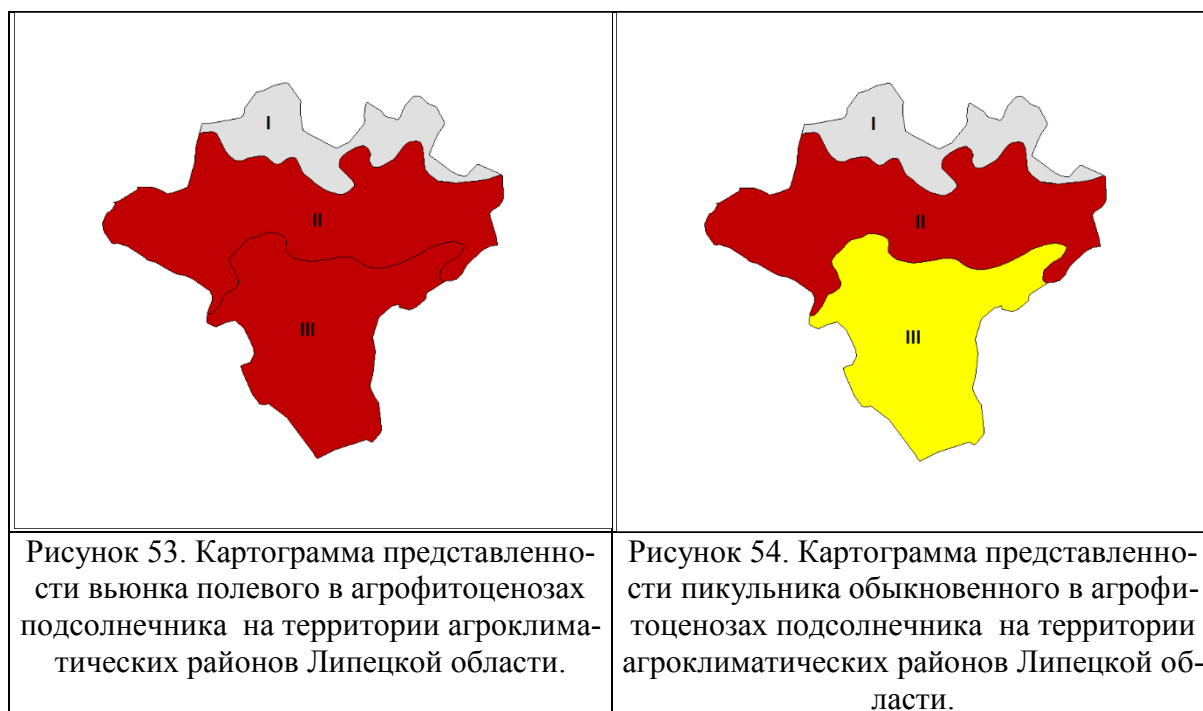 I
II
III
I
II
III
Рисунок 53. Картограмма представленно-
сти вьюнка полевого в агрофитоценозах
подсолнечника на территории агроклима-
тических районов Липецкой области.
Рисунок 54. Картограмма представленно-
сти пикульника обыкновенного в агрофи-
тоценозах подсолнечника на территории
агроклиматических районов Липецкой об-
ласти.